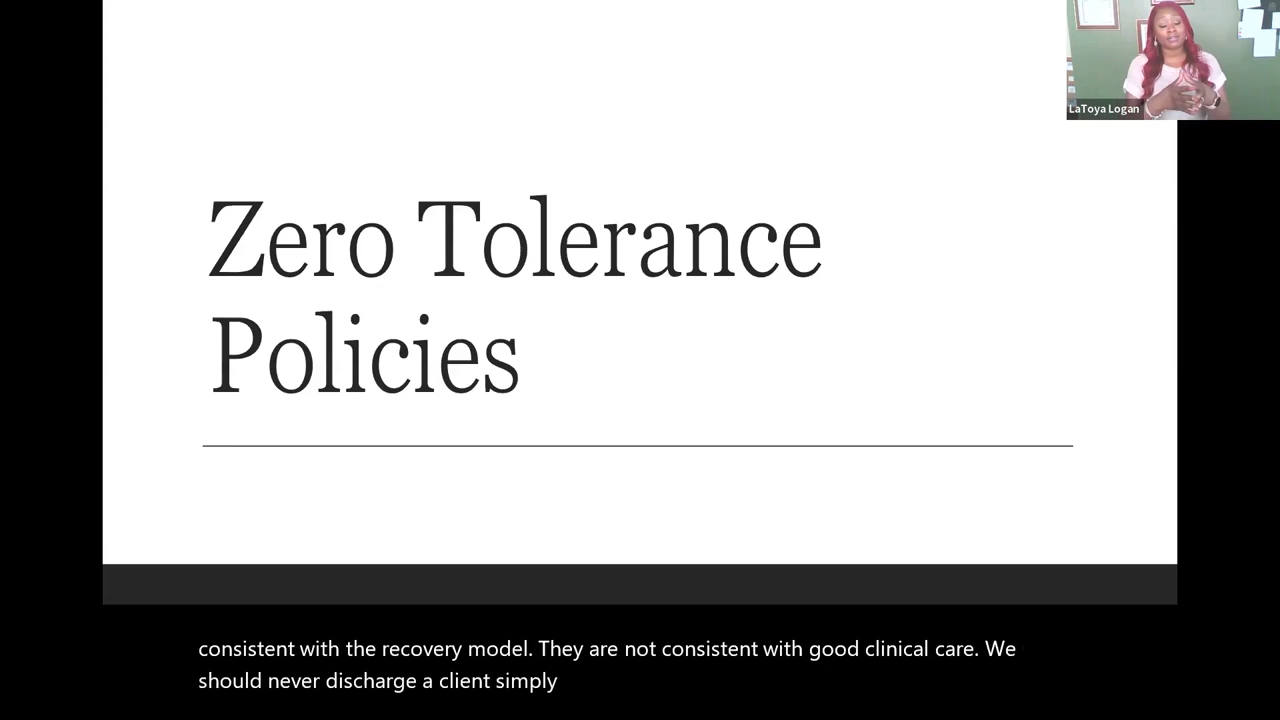 LaToya Logan
Zero Tolerance
Policies
consistent with the recovery model. They are not consistent with good clinical care. We
should never discharge a client simply